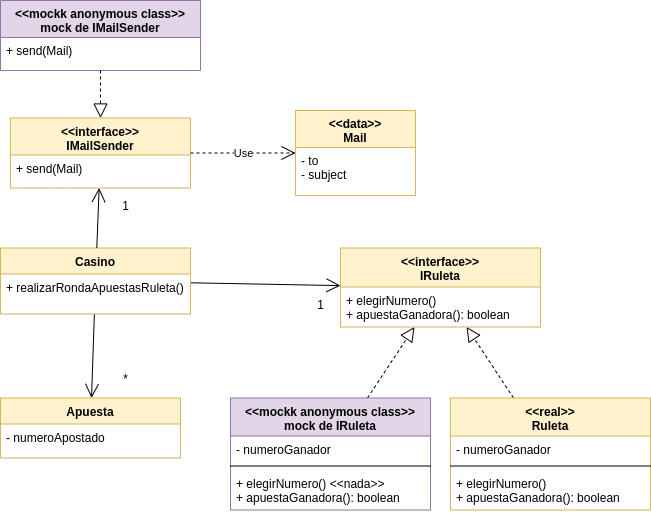 <<mockk anonymous class>>
mock de IMailSender
+ send(Mail)
<<interface>>
IMailSender
+ send(Mail)
Use
<<data>>
Mail
- to
- subject
1
Casino
+ realizarRondaApuestasRuleta()
<<interface>>
IRuleta
+ elegirNumero()
+ apuestaGanadora(): boolean
1
*
Apuesta
- numeroApostado
<<mockk anonymous class>>
mock de IRuleta
- numeroGanador
+ elegirNumero() <<nada>>
+ apuestaGanadora(): boolean
<<real>>
Ruleta
- numeroGanador
+ elegirNumero()
+ apuestaGanadora(): boolean